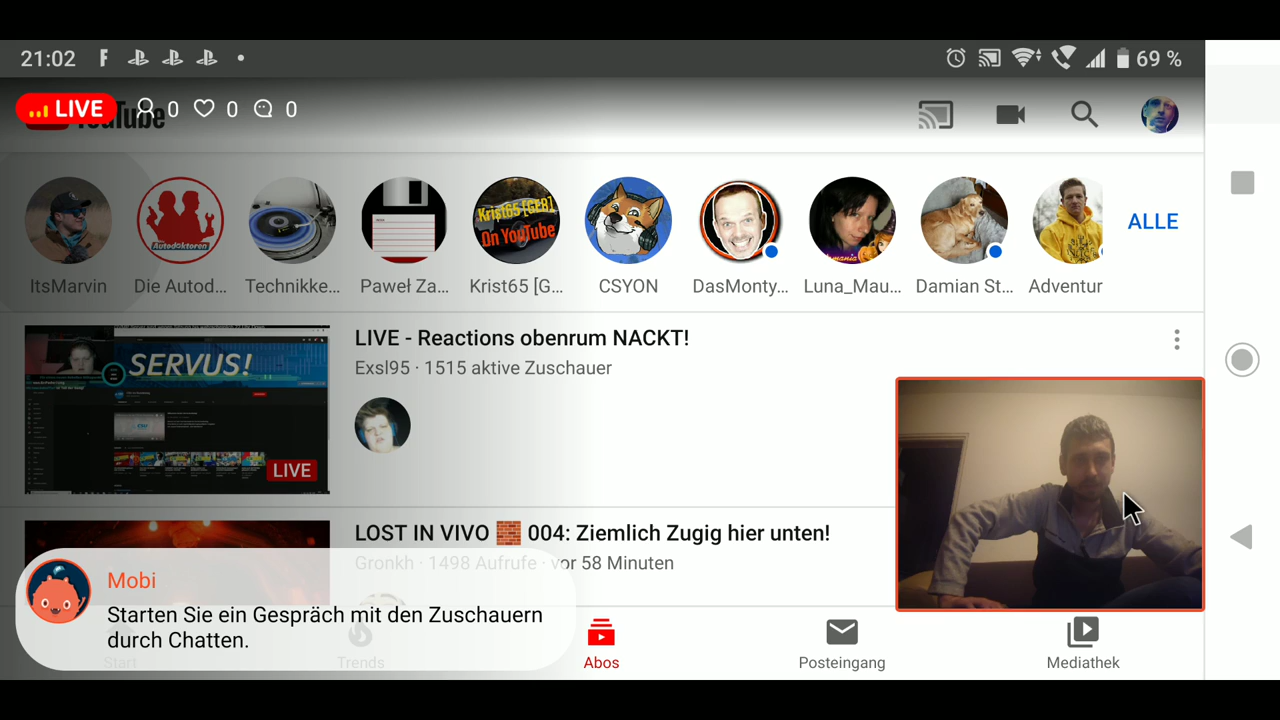 21:02
69 %
LIVE 0 0 0
YouTube
ItsMarvin
Die Autod...
Technikke...
Paweł Za...
Krist65 [G...
CSYON
DasMonty...
Luna_Mau...
Damian St...
Adventur
ALLE
Autodoktoren
Krist65 [GER]
On YouTube
SERVUS!
LIVE
LIVE - Reactions obenrum NACKT!
Exsl95 · 1515 aktive Zuschauer
LOST IN VIVO 🧱 004: Ziemlich Zugig hier unten!
Gronkh · 1498 Aufrufe · vor 58 Minuten
Mobi
Starten Sie ein Gespräch mit den Zuschauern
durch Chatten.
Start
Trends
Abos
Posteingang
Mediathek